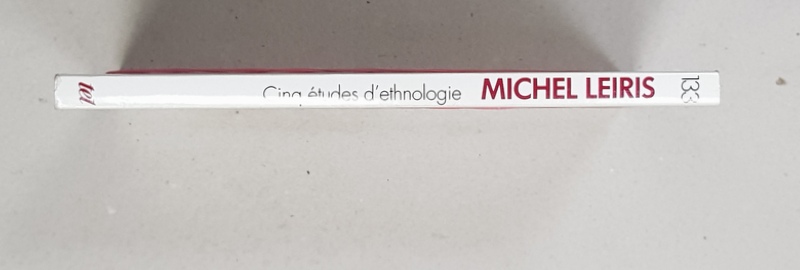 tel
Cinq études d'ethnologie
MICHEL LEIRIS
133